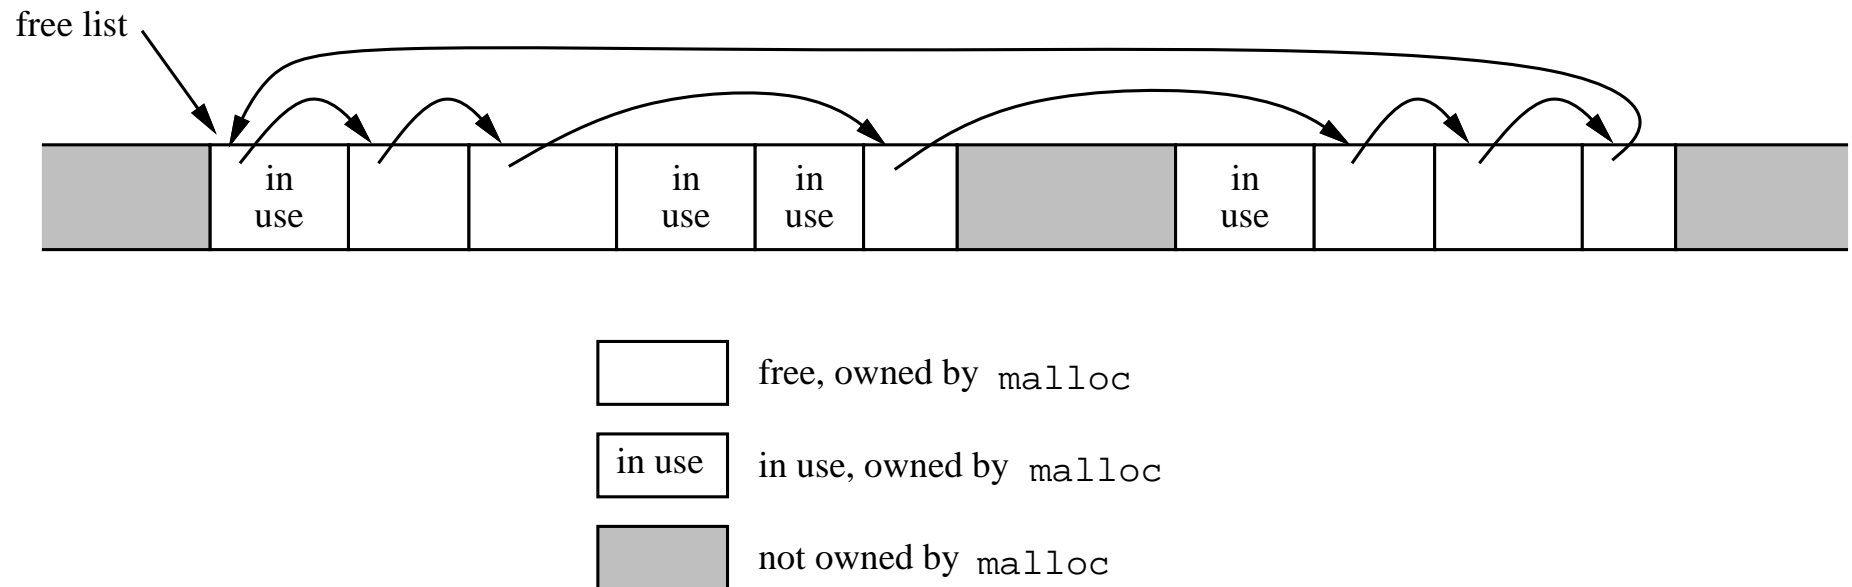 free list
in
use
in
use
in
use
in
use
free, owned by malloc
in use
in use, owned by malloc
not owned by malloc